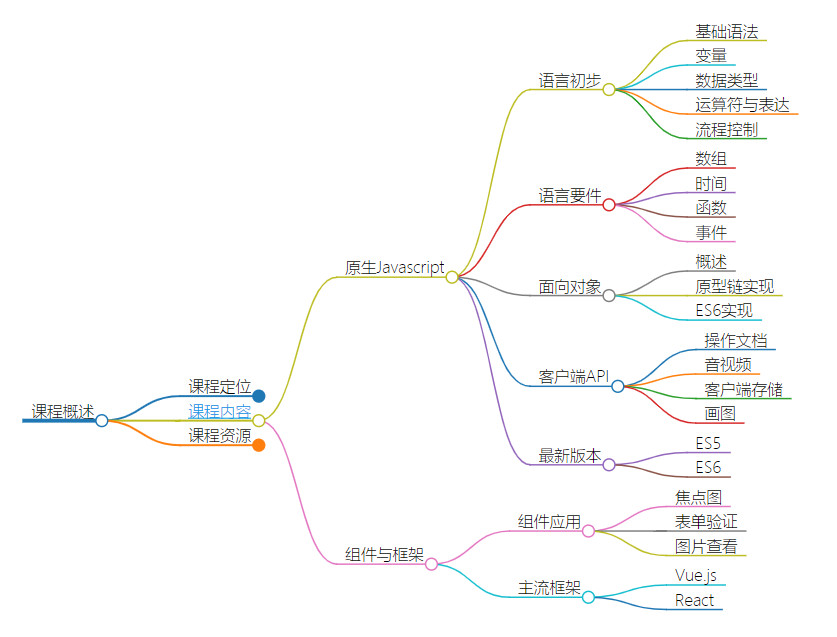 课程概述
课程定位
课程内容
原生Javascript
语言初步
基础语法
变量
数据类型
运算符与表达
流程控制
语言要件
数组
时间
函数
事件
面向对象
概述
原型链实现
ES6实现
客户端API
操作文档
音视频
客户端存储
画图
最新版本
ES5
ES6
组件与框架
组件应用
焦点图
表单验证
图片查看
主流框架
Vue.js
React
课程资源